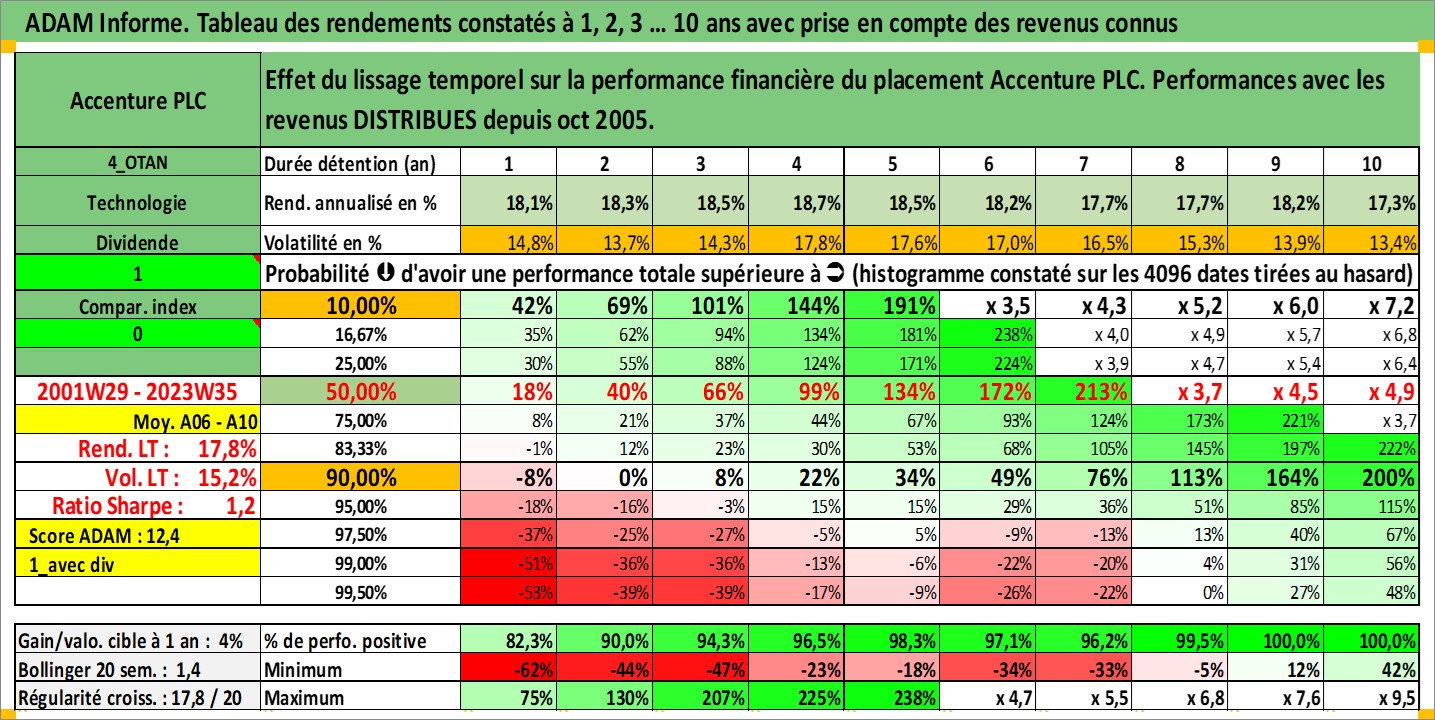 ADAM Informe. Tableau des rendements constatés à 1, 2, 3 ... 10 ans avec prise en compte des revenus connus
Accenture PLC
Effet du lissage temporel sur la performance financière du placement Accenture PLC. Performances avec les
revenus DISTRIBUES depuis oct 2005.
4_OTAN Durée détention (an) 1 2 3 4 5 6 7 8 9 10
Technologie Rend. annualisé en % 18,1% 18,3% 18,5% 18,7% 18,5% 18,2% 17,7% 17,7% 18,2% 17,3%
Dividende Volatilité en % 14,8% 13,7% 14,3% 17,8% 17,6% 17,0% 16,5% 15,3% 13,9% 13,4%
1 Probabilité d'avoir une performance totale supérieure à (histogramme constaté sur les 4096 dates tirées au hasard)
Compar. index 10,00% 42% 69% 101% 144% 191% x 3,5 x 4,3 x 5,2 x 6,0 x 7,2
0 16,67% 35% 62% 94% 134% 181% 238% x 4,0 x 4,9 x 5,7 x 6,8
25,00% 30% 55% 88% 124% 171% 224% x 3,9 x 4,7 x 5,4 x 6,4
2001W29 - 2023W35 50,00% 18% 40% 66% 99% 134% 172% 213% x 3,7 x 4,5 x 4,9
Moy. A06 - A10 75,00% 8% 21% 37% 44% 67% 93% 124% 173% 221% x 3,7
Rend. LT : 17,8% 83,33% -1% 12% 23% 30% 53% 68% 105% 145% 197% 222%
Vol. LT : 15,2% 90,00% -8% 0% 8% 22% 34% 49% 76% 113% 164% 200%
Ratio Sharpe : 1,2 95,00% -18% -16% -3% 15% 15% 29% 36% 51% 85% 115%
Score ADAM : 12,4 97,50% -37% -25% -27% -5% 5% -9% -13% 13% 40% 67%
1_avec div 99,00% -51% -36% -36% -13% -6% -22% -20% 4% 31% 56%
99,50% -53% -39% -39% -17% -9% -26% -22% 0% 27% 48%
Gain/valo. cible à 1 an : 4% % de perfo. positive 82,3% 90,0% 94,3% 96,5% 98,3% 97,1% 96,2% 99,5% 100,0% 100,0%
Bollinger 20 sem. : 1,4 Minimum -62% -44% -47% -23% -18% -34% -33% -5% 12% 42%
Régularité croiss. : 17,8 / 20 Maximum 75% 130% 207% 225% 238% x 4,7 x 5,5 x 6,8 x 7,6 x 9,5